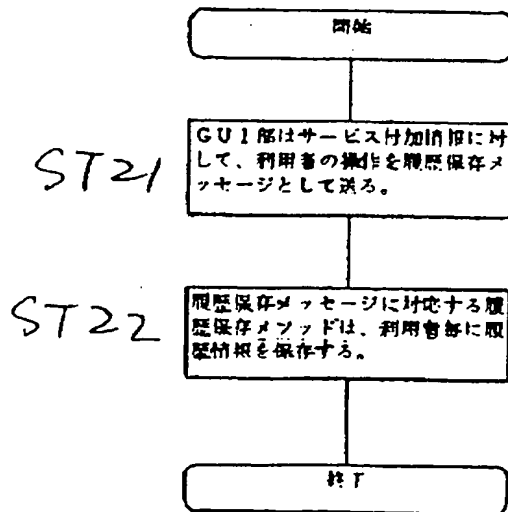 開始
ST21
GUI部はサービス付加情報に対
して、利用者の操作を履歴保存メ
ッセージとして送る。
ST22
履歴保存メッセージに対応する履
歴保存メソッドは、利用者毎に履
歴情報を保存する。
終了